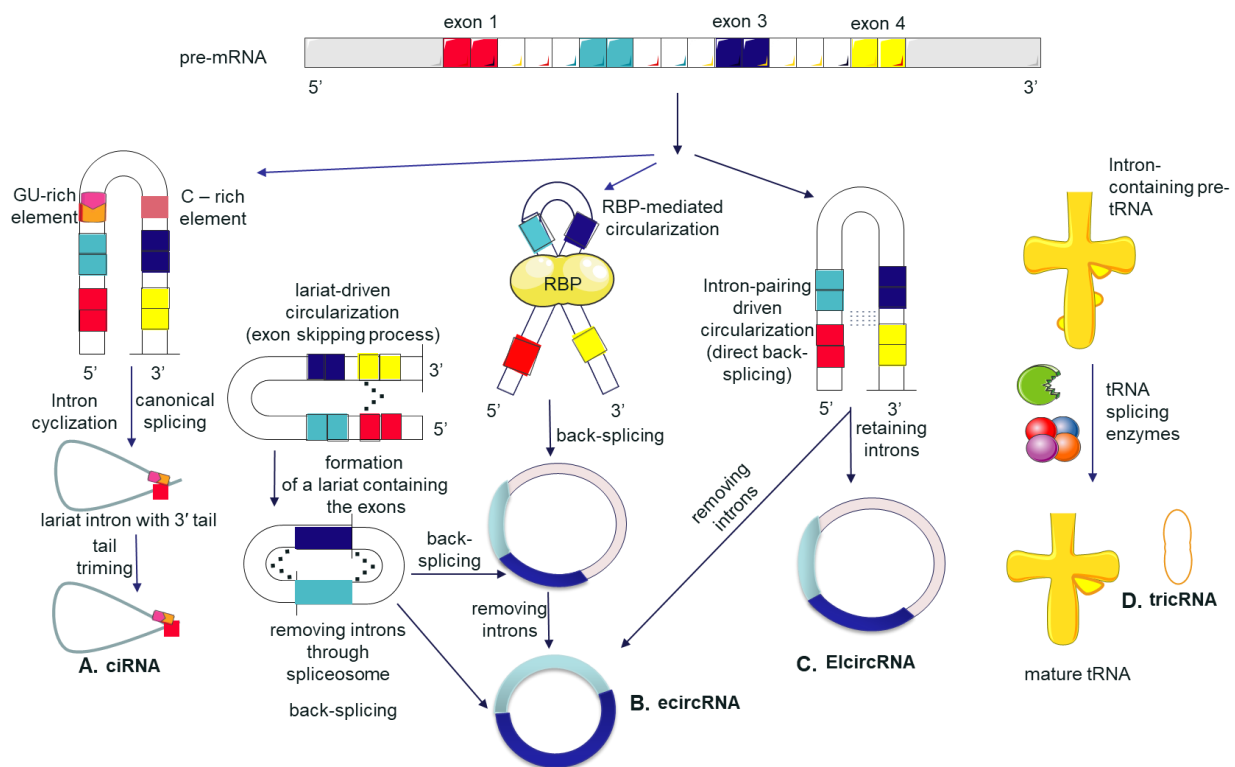 exon 1
exon 3
exon 4
pre-mRNA
5′
3′
GU-rich
element
C – rich
element
5′
3′
Intron
cyclization
canonical
splicing
lariat intron with 3′ tail
tail
triming
A. ciRNA
lariat-driven
circularization
(exon skipping process)
3′
5′
formation
of a lariat containing
the exons
removing introns
through
spliceosome
back-splicing
back-
splicing
RBP-mediated
circularization
RBP
5′
3′
back-splicing
removing
introns
B. ecircRNA
Intron-pairing
driven
circularization
(direct back-
splicing)
5′
3′
retaining
introns
removing
introns
C. ElcircRNA
Intron-
containing pre-
tRNA
tRNA
splicing
enzymes
D. tricRNA
mature tRNA